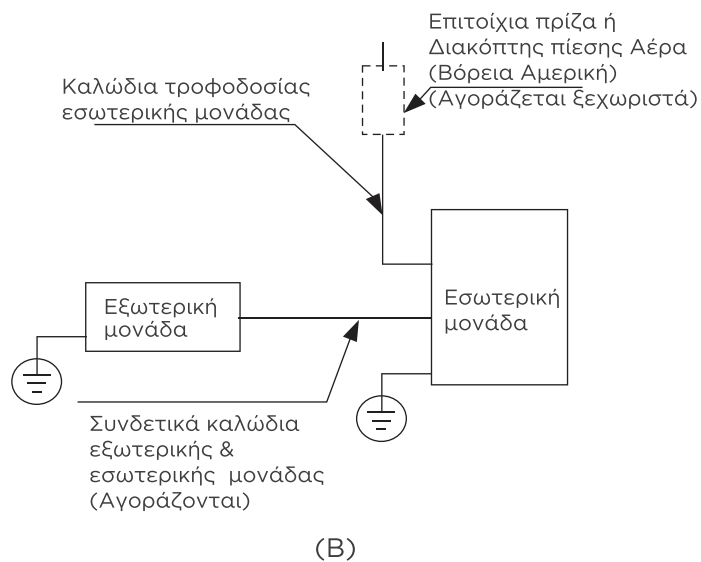 Επιτοίχια πρίζα ή
Διακόπτης πίεσης Αέρα
(Βόρεια Αμερική)
(Αγοράζεται ξεχωριστά)
Καλώδια τροφοδοσίας
εσωτερικής μονάδας
Εσωτερική
μονάδα
Εξωτερική
μονάδα
Συνδετικά καλώδια
εξωτερικής &
εσωτερικής μονάδας
(Αγοράζονται)
(B)